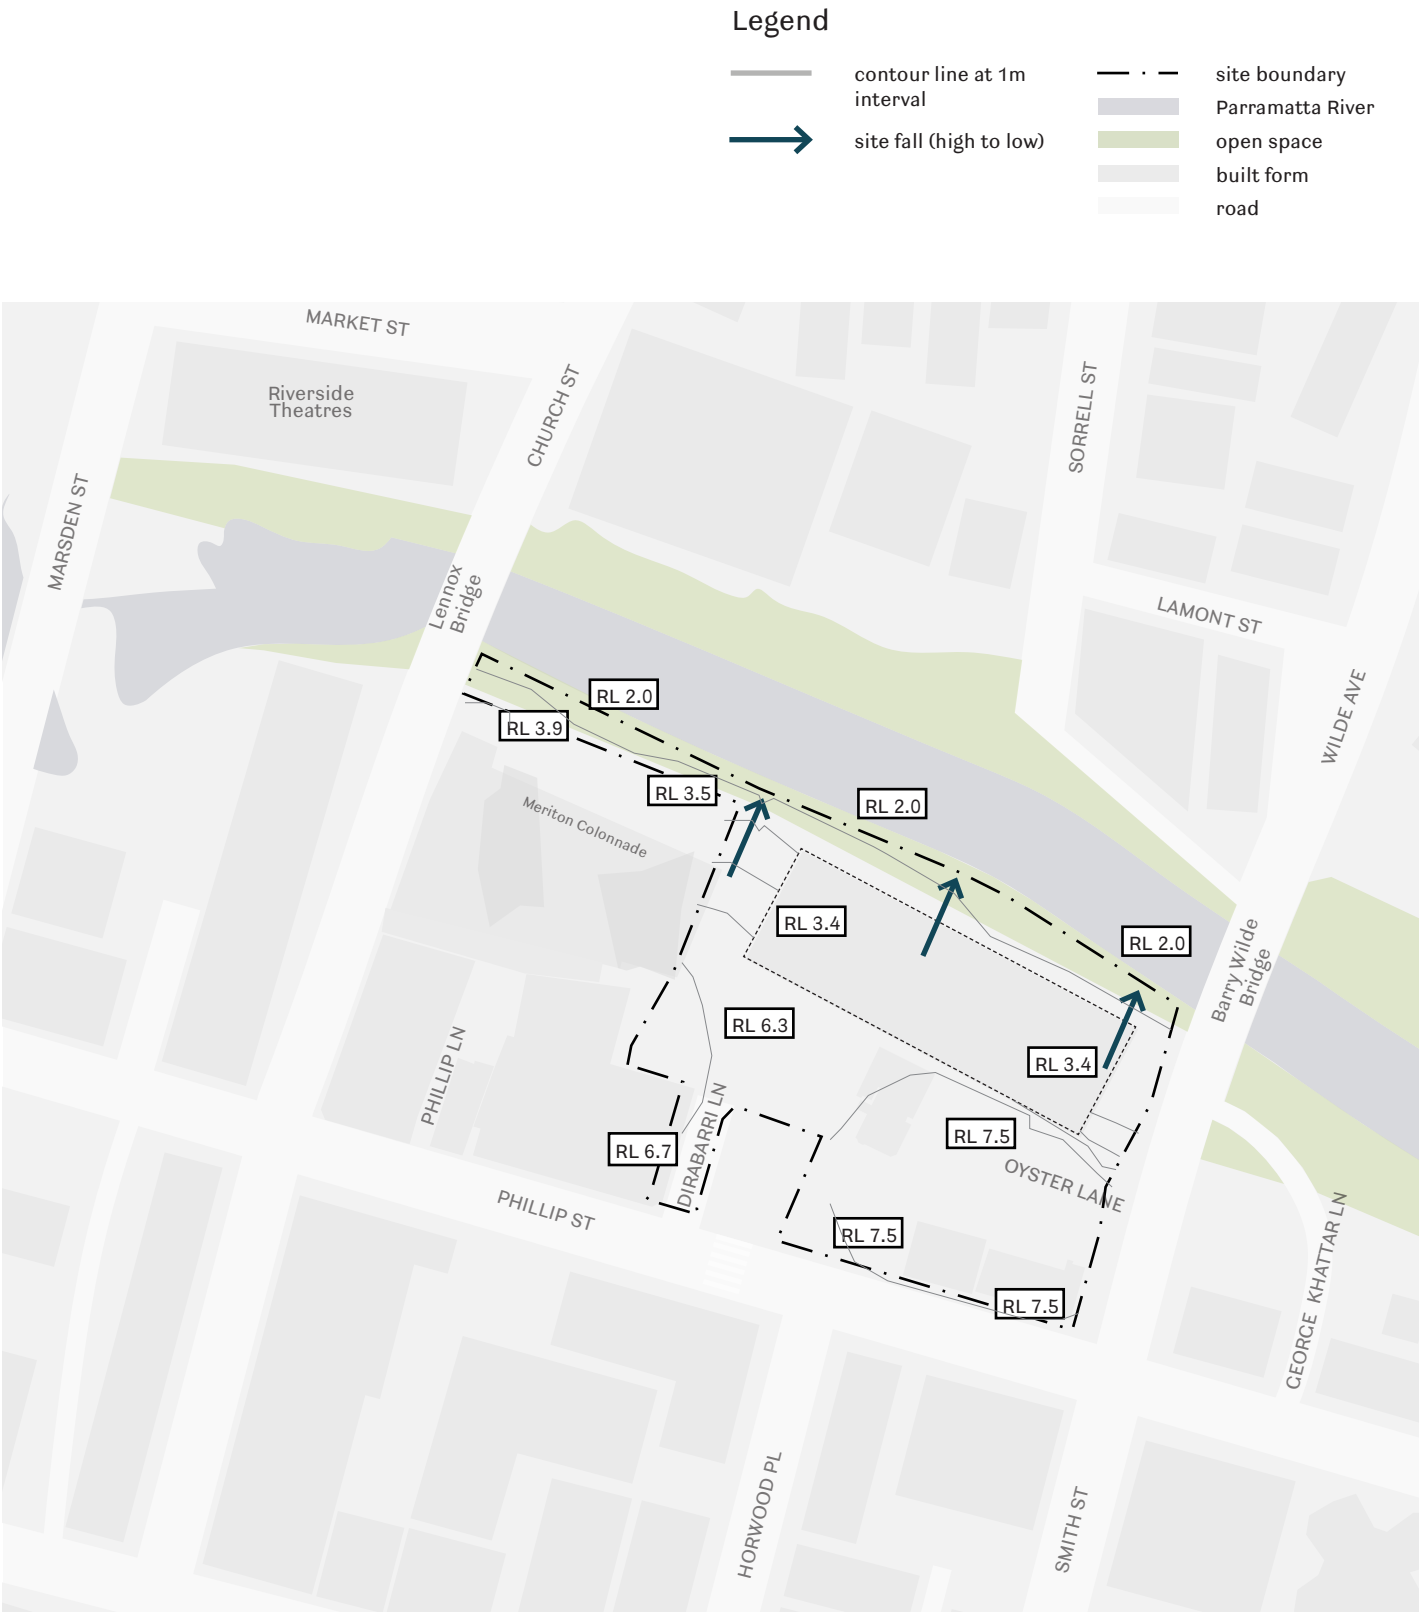 Legend
contour line at 1m
interval
site fall (high to low)
site boundary
Parramatta River
open space
built form
road
MARKET ST
Riverside
Theatres
CHURCH ST
SORRELL ST
MARSDEN ST
Lennox
Bridge
LAMONT ST
WILDE AVE
RL 2.0
RL 3.9
RL 3.5
RL 2.0
Meriton Colonnade
RL 3.4
RL 2.0
Barry Wilde
Bridge
RL 6.3
RL 3.4
PHILLIP LN
RL 7.5
RL 6.7
DIRABARRI LN
OYSTER LANE
PHILLIP ST
RL 7.5
RL 7.5
GEORGE KHATTAR LN
HORWOOD PL
SMITH ST